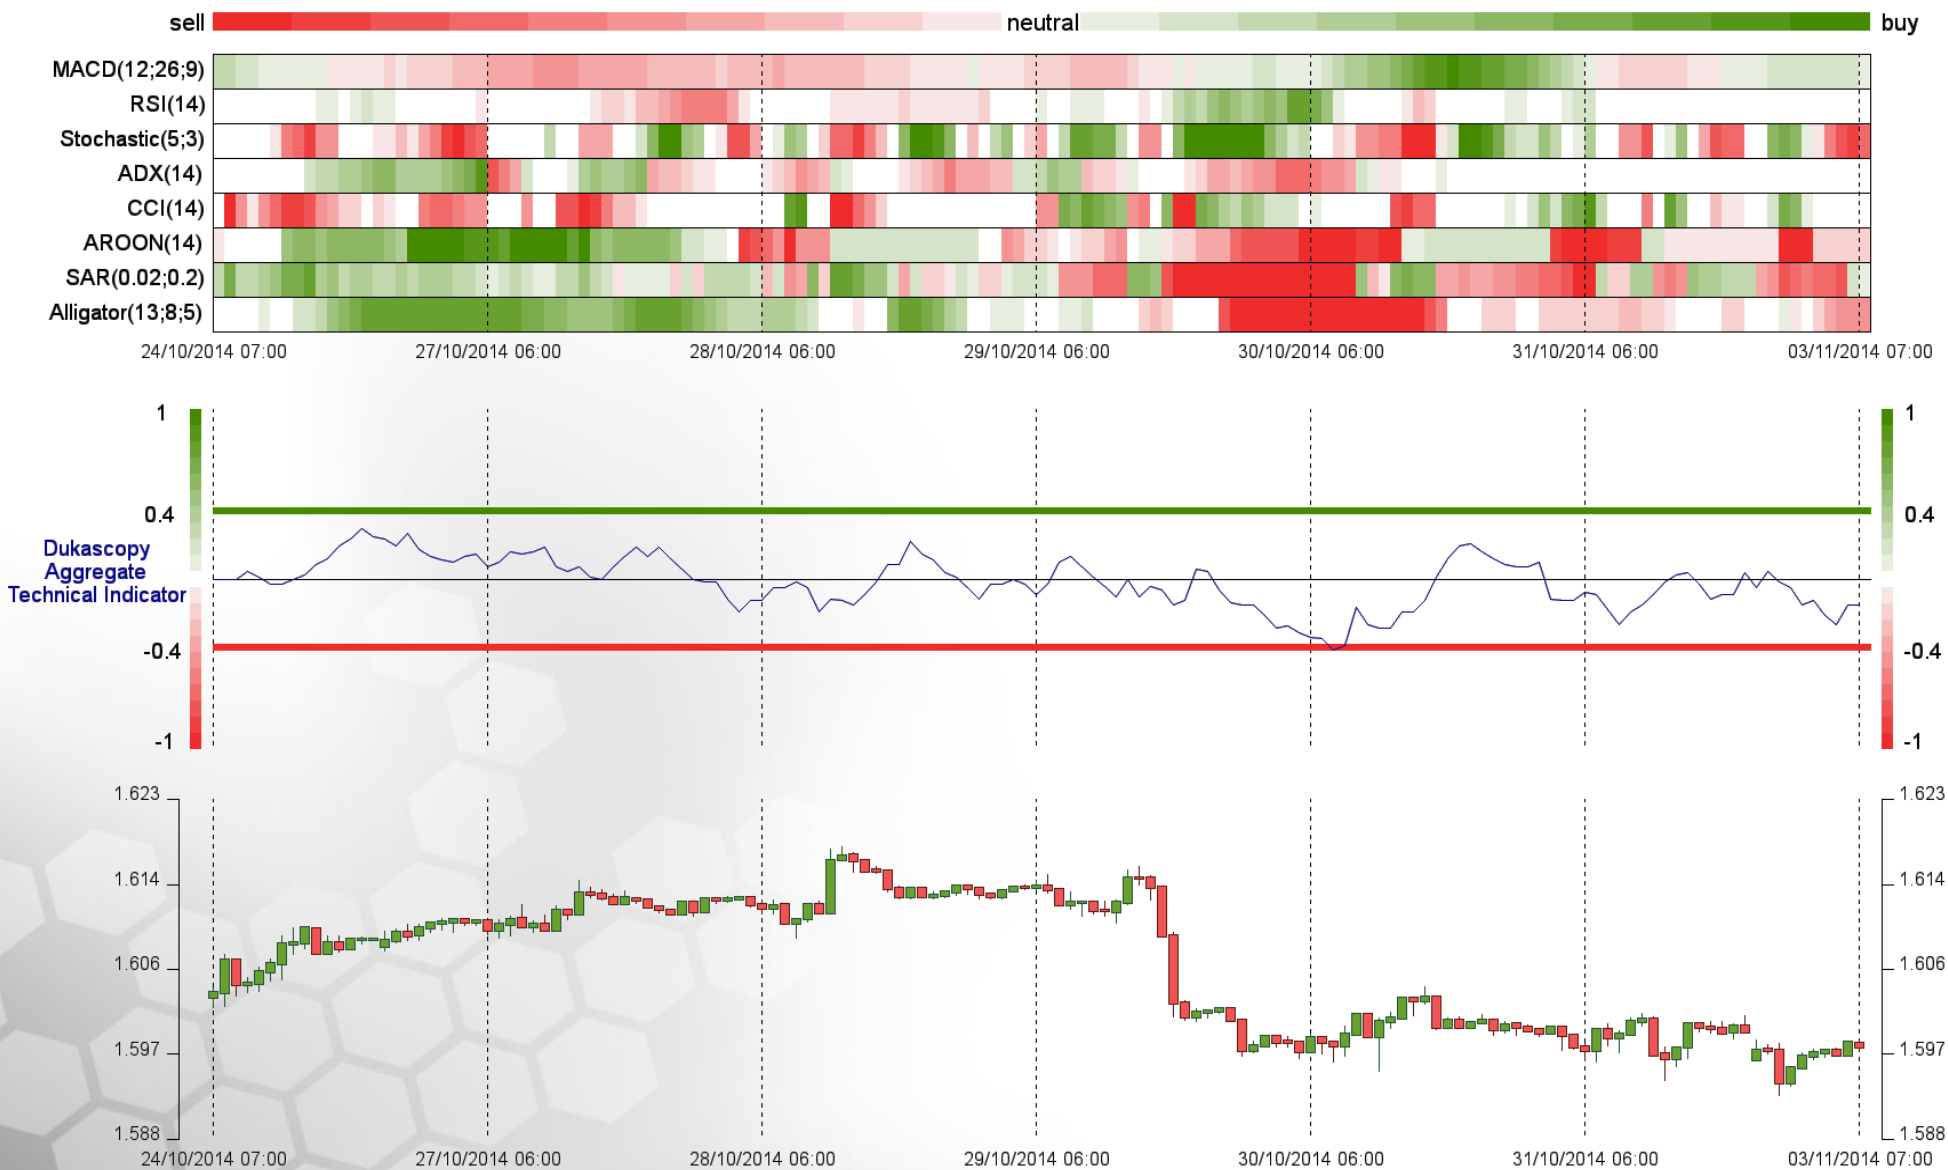 sell neutral buy
MACD(12;26;9)
RSI(14)
Stochastic(5;3)
ADX(14)
CCI(14)
AROON(14)
SAR(0.02;0.2)
Alligator(13;8;5)
24/10/2014 07:00 27/10/2014 06:00 28/10/2014 06:00 29/10/2014 06:00 30/10/2014 06:00 31/10/2014 06:00 03/11/2014 07:00
1 1
0.4 0.4
Dukascopy
Aggregate
Technical Indicator
-0.4 -0.4
-1 -1
1.623 1.623
1.614 1.614
1.606 1.606
1.597 1.597
1.588 1.588
24/10/2014 07:00 27/10/2014 06:00 28/10/2014 06:00 29/10/2014 06:00 30/10/2014 06:00 31/10/2014 06:00 03/11/2014 07:00